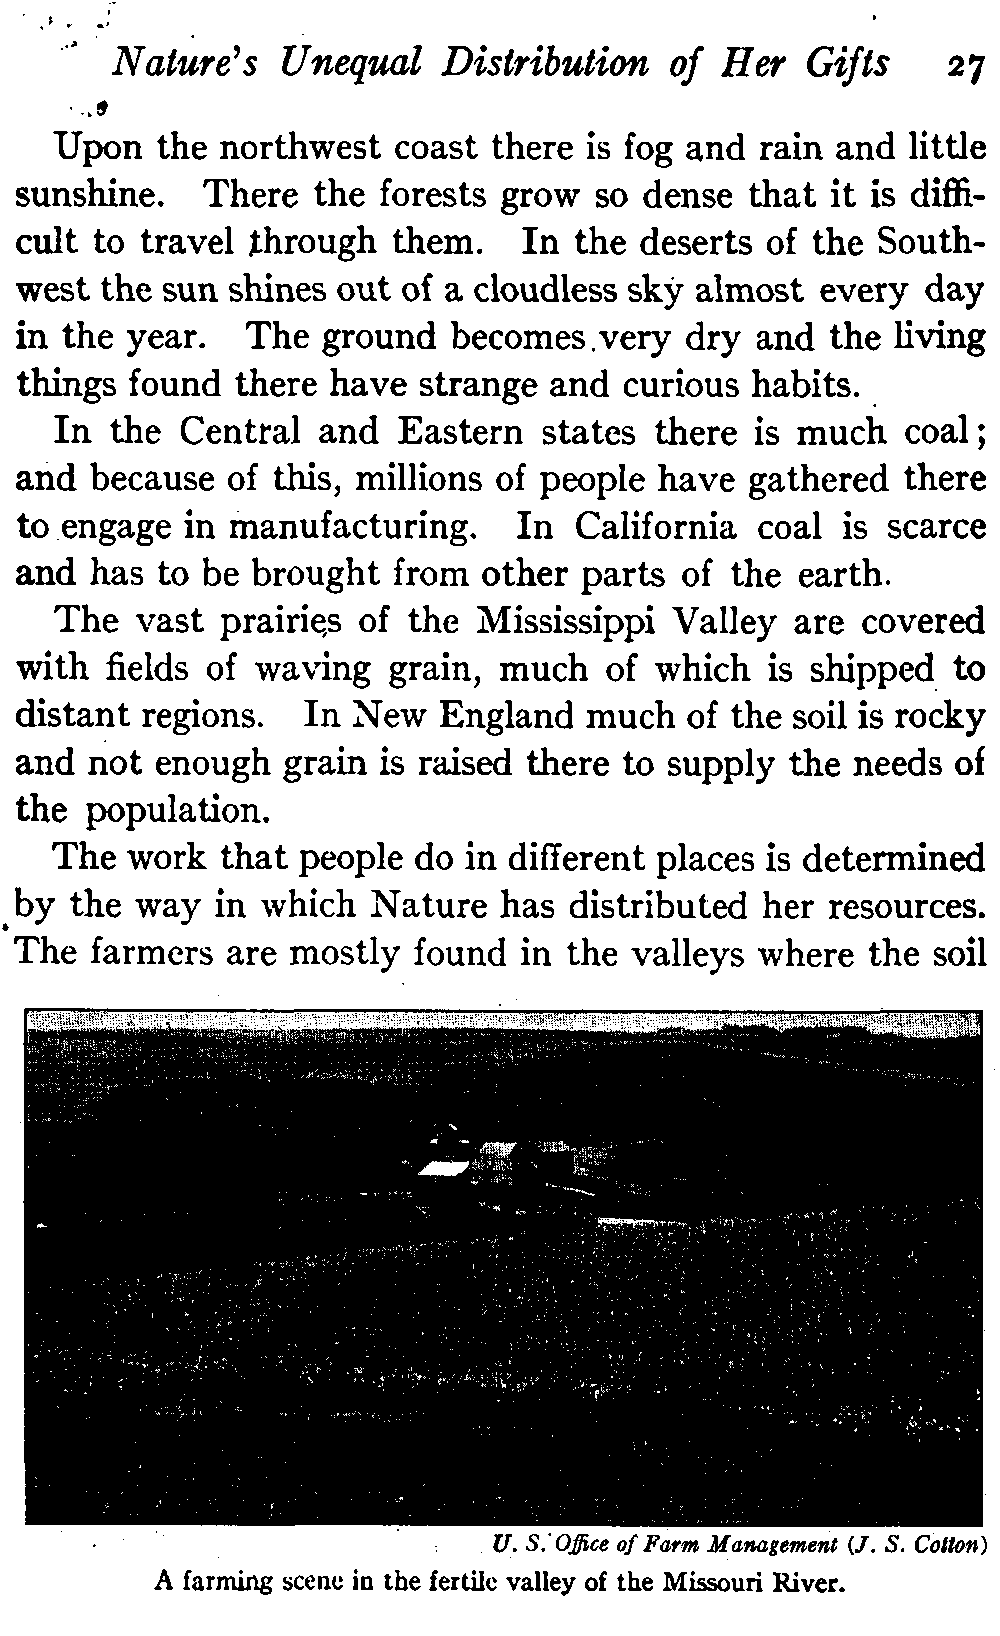 Nature's Unequal Distribution of Her Gifts 27
Upon the northwest coast there is fog and rain and little
sunshine. There the forests grow so dense that it is diffi-
cult to travel through them. In the deserts of the South-
west the sun shines out of a cloudless sky almost every day
in the year. The ground becomes very dry and the living
things found there have strange and curious habits.
In the Central and Eastern states there is much coal;
and because of this, millions of people have gathered there
to engage in manufacturing. In California coal is scarce
and has to be brought from other parts of the earth.
The vast prairies of the Mississippi Valley are covered
with fields of waving grain, much of which is shipped to
distant regions. In New England much of the soil is rocky
and not enough grain is raised there to supply the needs of
the population.
The work that people do in different places is determined
by the way in which Nature has distributed her resources.
The farmers are mostly found in the valleys where the soil
U. S. Office of Farm Management (J. S. Cotton)
A farming scene in the fertile valley of the Missouri River.